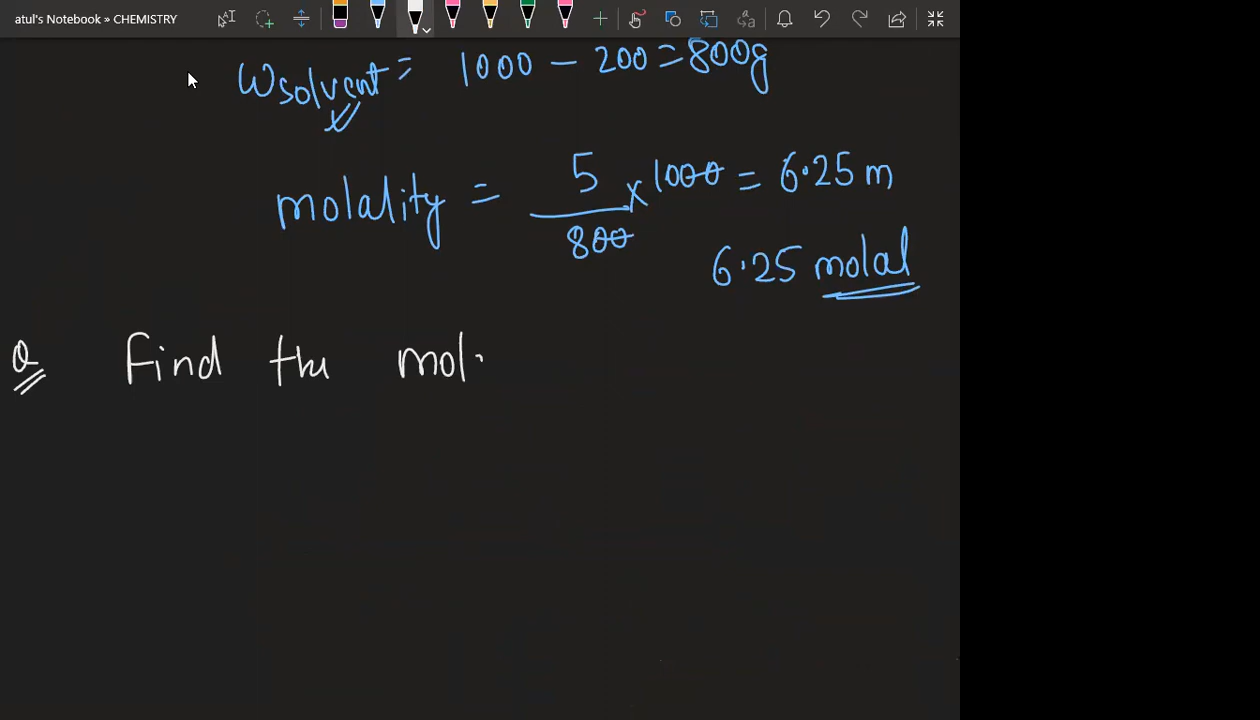 atul's Notebook » CHEMISTRY
Wsolvent = 1000 - 200 = 800g
molality = 5/800 x 1000 = 6.25 m
6.25 molal
Q Find the mol